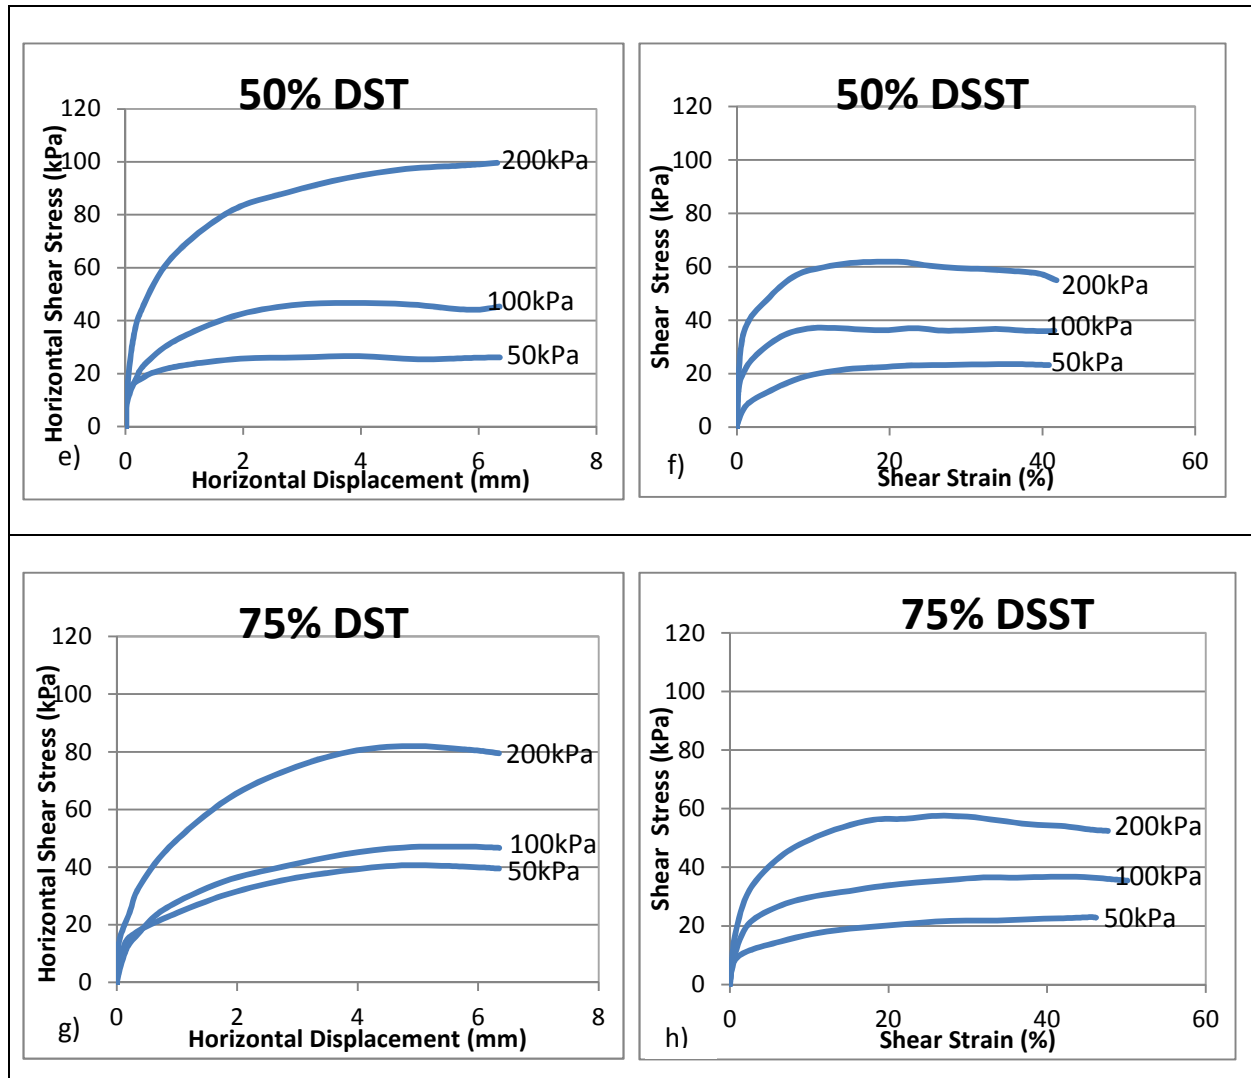 50% DST
120
100
80
60
40
20
0
0 2 4 6 8
Horizontal Shear Stress (kPa)
Horizontal Displacement (mm)
200kPa
100kPa
50kPa
e)
50% DSST
120
100
80
60
40
20
0
0 20 40 60
Shear Stress (kPa)
Shear Strain (%)
200kPa
100kPa
50kPa
f)
75% DST
120
100
80
60
40
20
0
0 2 4 6 8
Horizontal Shear Stress (kPa)
Horizontal Displacement (mm)
200kPa
100kPa
50kPa
g)
75% DSST
120
100
80
60
40
20
0
0 20 40 60
Shear Stress (kPa)
Shear Strain (%)
200kPa
100kPa
50kPa
h)